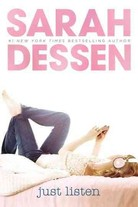 SARAH
DESSEN
#1 NEW YORK TIMES BESTSELLING AUTHOR
just listen